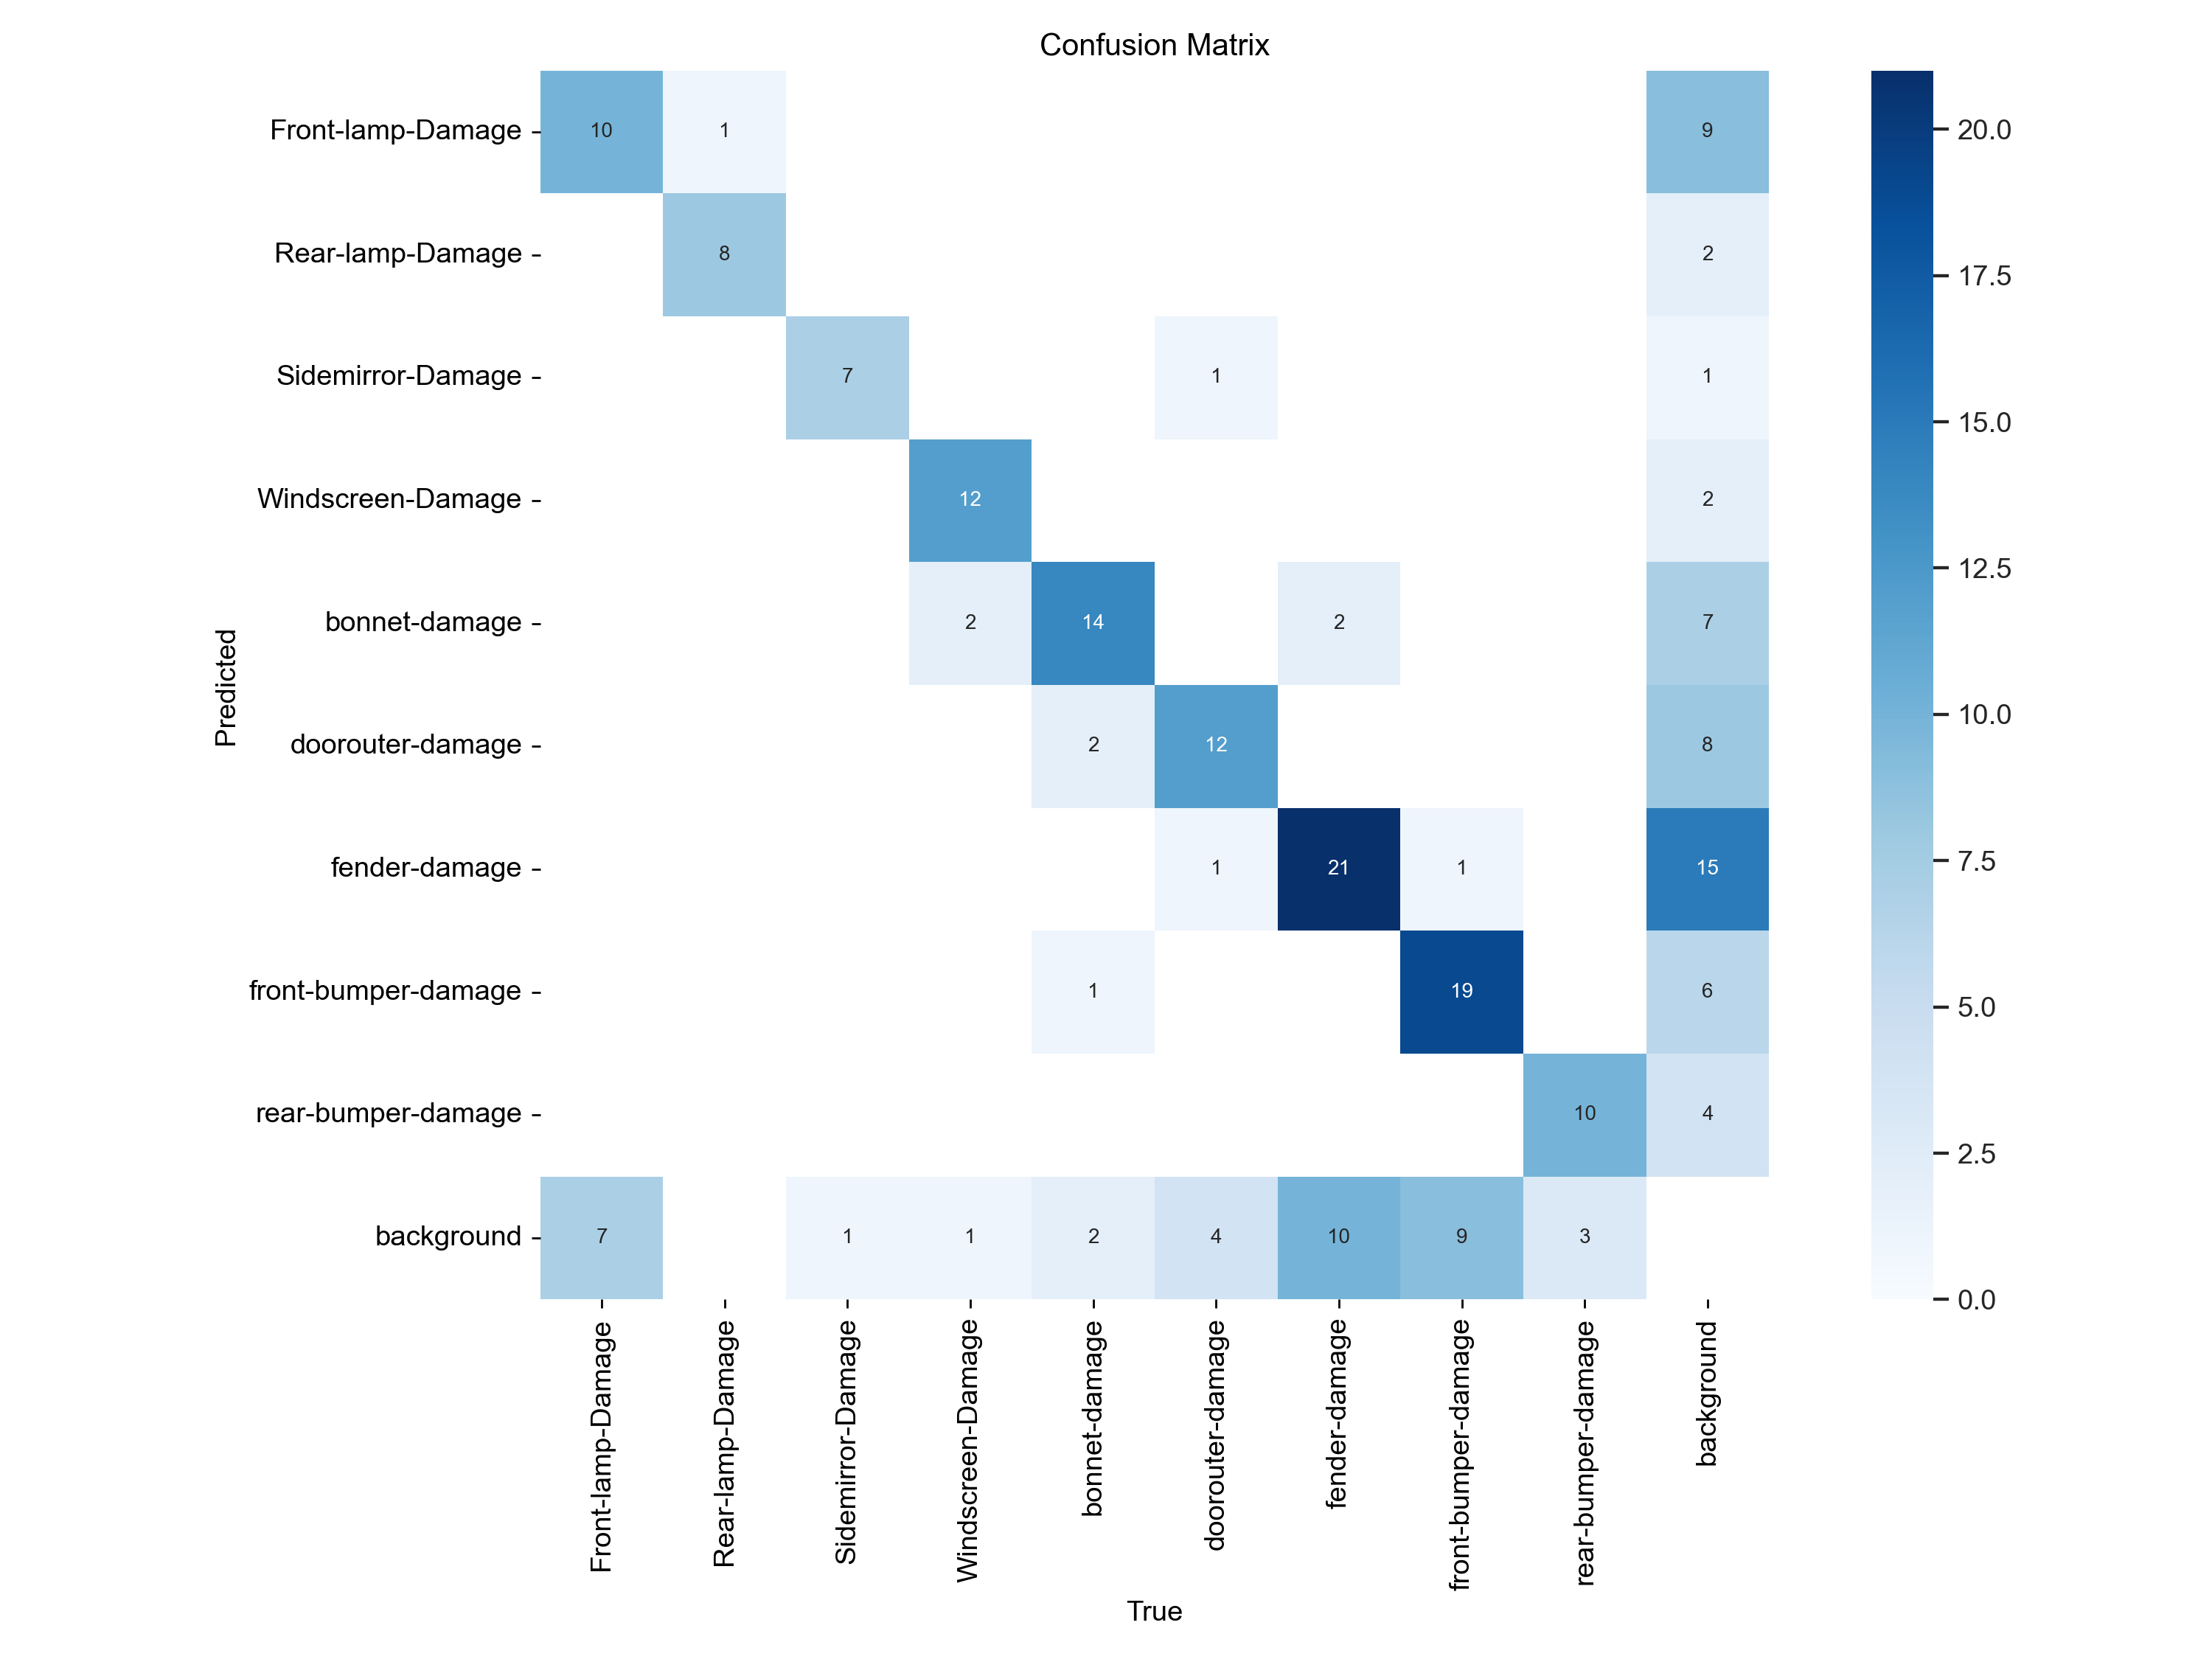 Confusion Matrix
Front-lamp-Damage 10 1 9
Rear-lamp-Damage 8 2
Sidemirror-Damage 7 1 1
Windscreen-Damage 12 2
bonnet-damage 2 14 2 7
doorouter-damage 2 12 8
fender-damage 1 21 1 15
front-bumper-damage 1 19 6
rear-bumper-damage 10 4
background 7 1 1 2 4 10 9 3
Predicted
Front-lamp-Damage
Rear-lamp-Damage
Sidemirror-Damage
Windscreen-Damage
bonnet-damage
doorouter-damage
fender-damage
front-bumper-damage
rear-bumper-damage
background
True
20.0
17.5
15.0
12.5
10.0
7.5
5.0
2.5
0.0